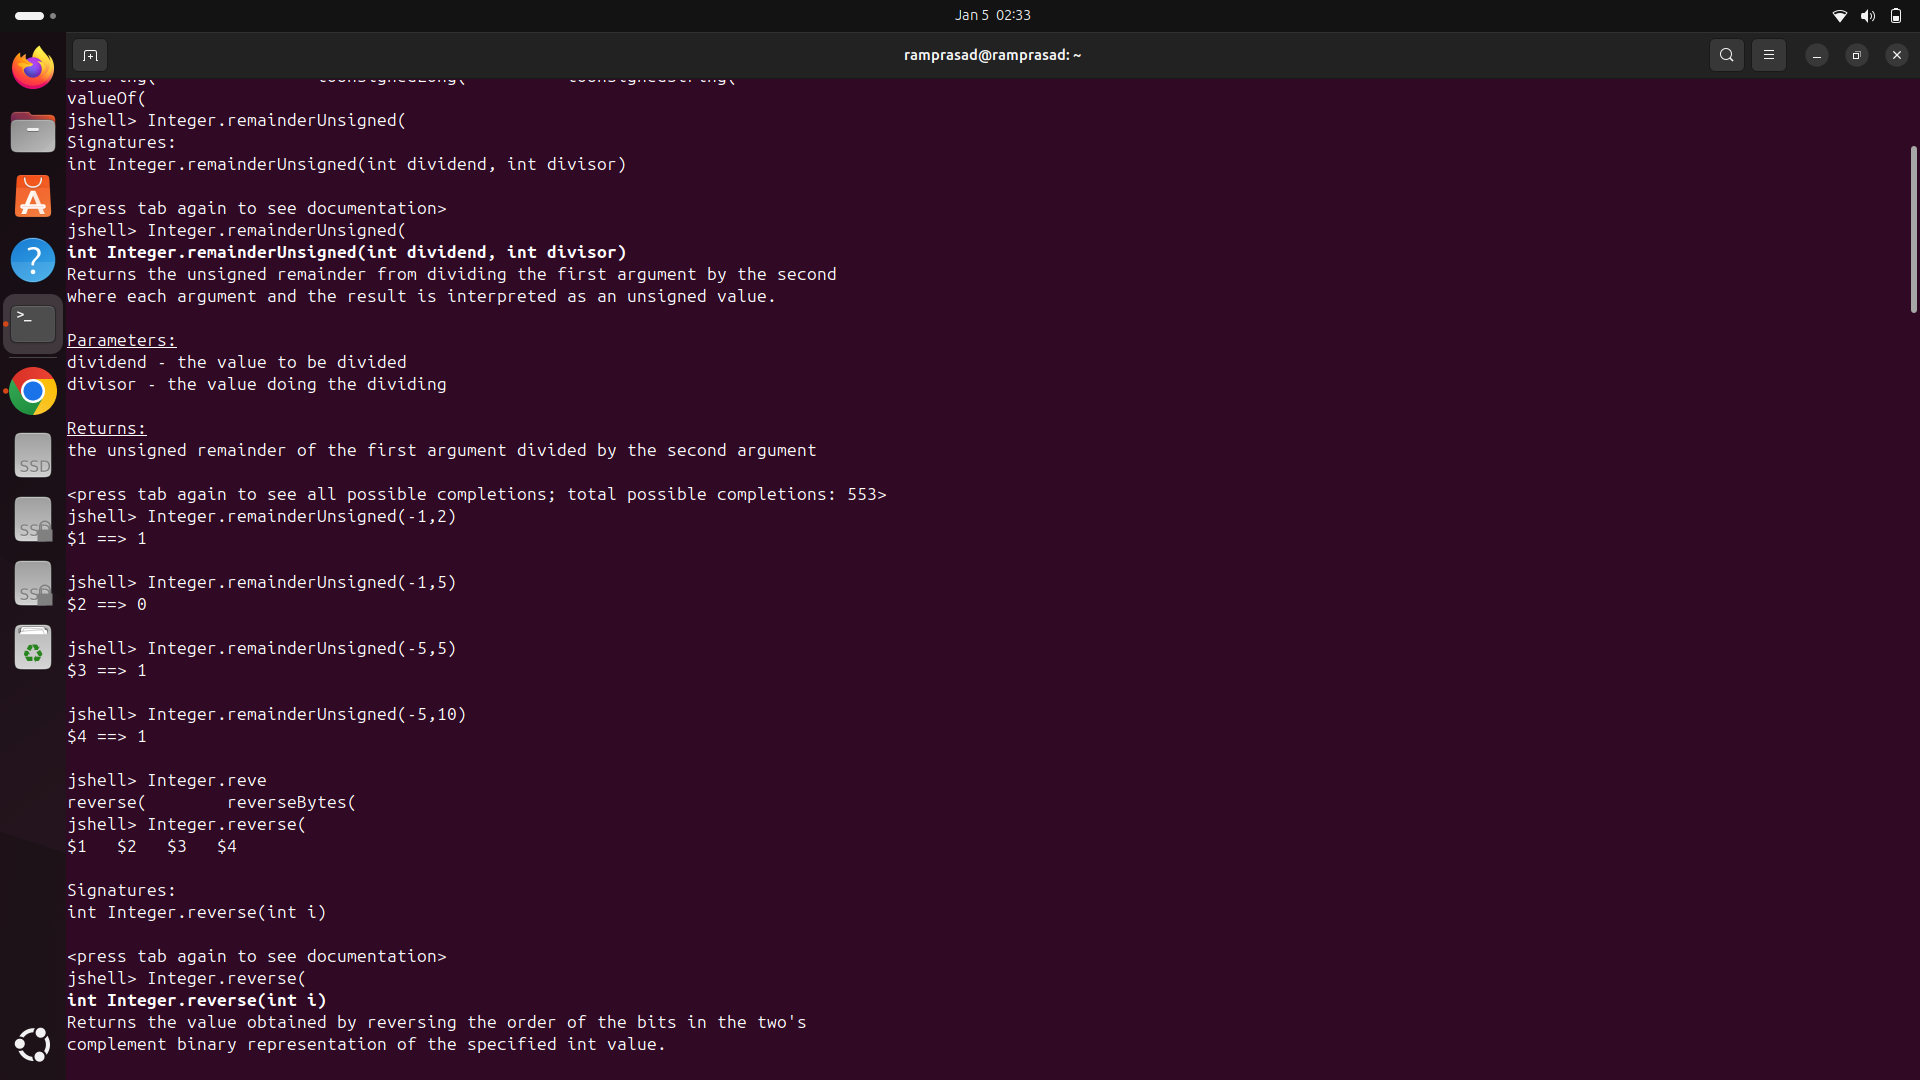 Jan 5  02:33
ramprasad@ramprasad: ~
valueOf(
jshell> Integer.remainderUnsigned(
Signatures:
int Integer.remainderUnsigned(int dividend, int divisor)
<press tab again to see documentation>
jshell> Integer.remainderUnsigned(
int Integer.remainderUnsigned(int dividend, int divisor)
Returns the unsigned remainder from dividing the first argument by the second
where each argument and the result is interpreted as an unsigned value.
Parameters:
dividend - the value to be divided
divisor - the value doing the dividing
Returns:
the unsigned remainder of the first argument divided by the second argument
<press tab again to see all possible completions; total possible completions: 553>
jshell> Integer.remainderUnsigned(-1,2)
$1 ==> 1
jshell> Integer.remainderUnsigned(-1,5)
$2 ==> 0
jshell> Integer.remainderUnsigned(-5,5)
$3 ==> 1
jshell> Integer.remainderUnsigned(-5,10)
$4 ==> 1
jshell> Integer.reve
reverse(        reverseBytes(
jshell> Integer.reverse(
$1   $2   $3   $4
Signatures:
int Integer.reverse(int i)
<press tab again to see documentation>
jshell> Integer.reverse(
int Integer.reverse(int i)
Returns the value obtained by reversing the order of the bits in the two's
complement binary representation of the specified int value.
SSD